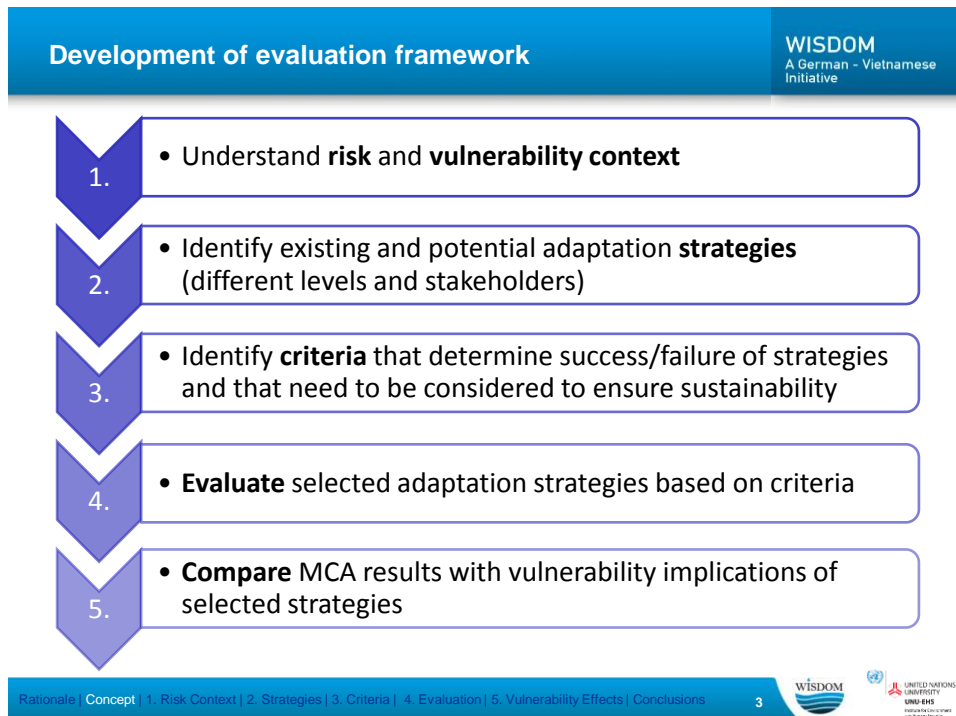 Development of evaluation framework
WISDOM
A German - Vietnamese
Initiative
1.
• Understand risk and vulnerability context
2.
• Identify existing and potential adaptation strategies
(different levels and stakeholders)
3.
• Identify criteria that determine success/failure of strategies
and that need to be considered to ensure sustainability
4.
• Evaluate selected adaptation strategies based on criteria
5.
• Compare MCA results with vulnerability implications of
selected strategies
Rationale | Concept | 1. Risk Context | 2. Strategies | 3. Criteria | 4. Evaluation | 5. Vulnerability Effects | Conclusions
3
WISDOM
UNITED NATIONS
UNIVERSITY
UNU-EHS